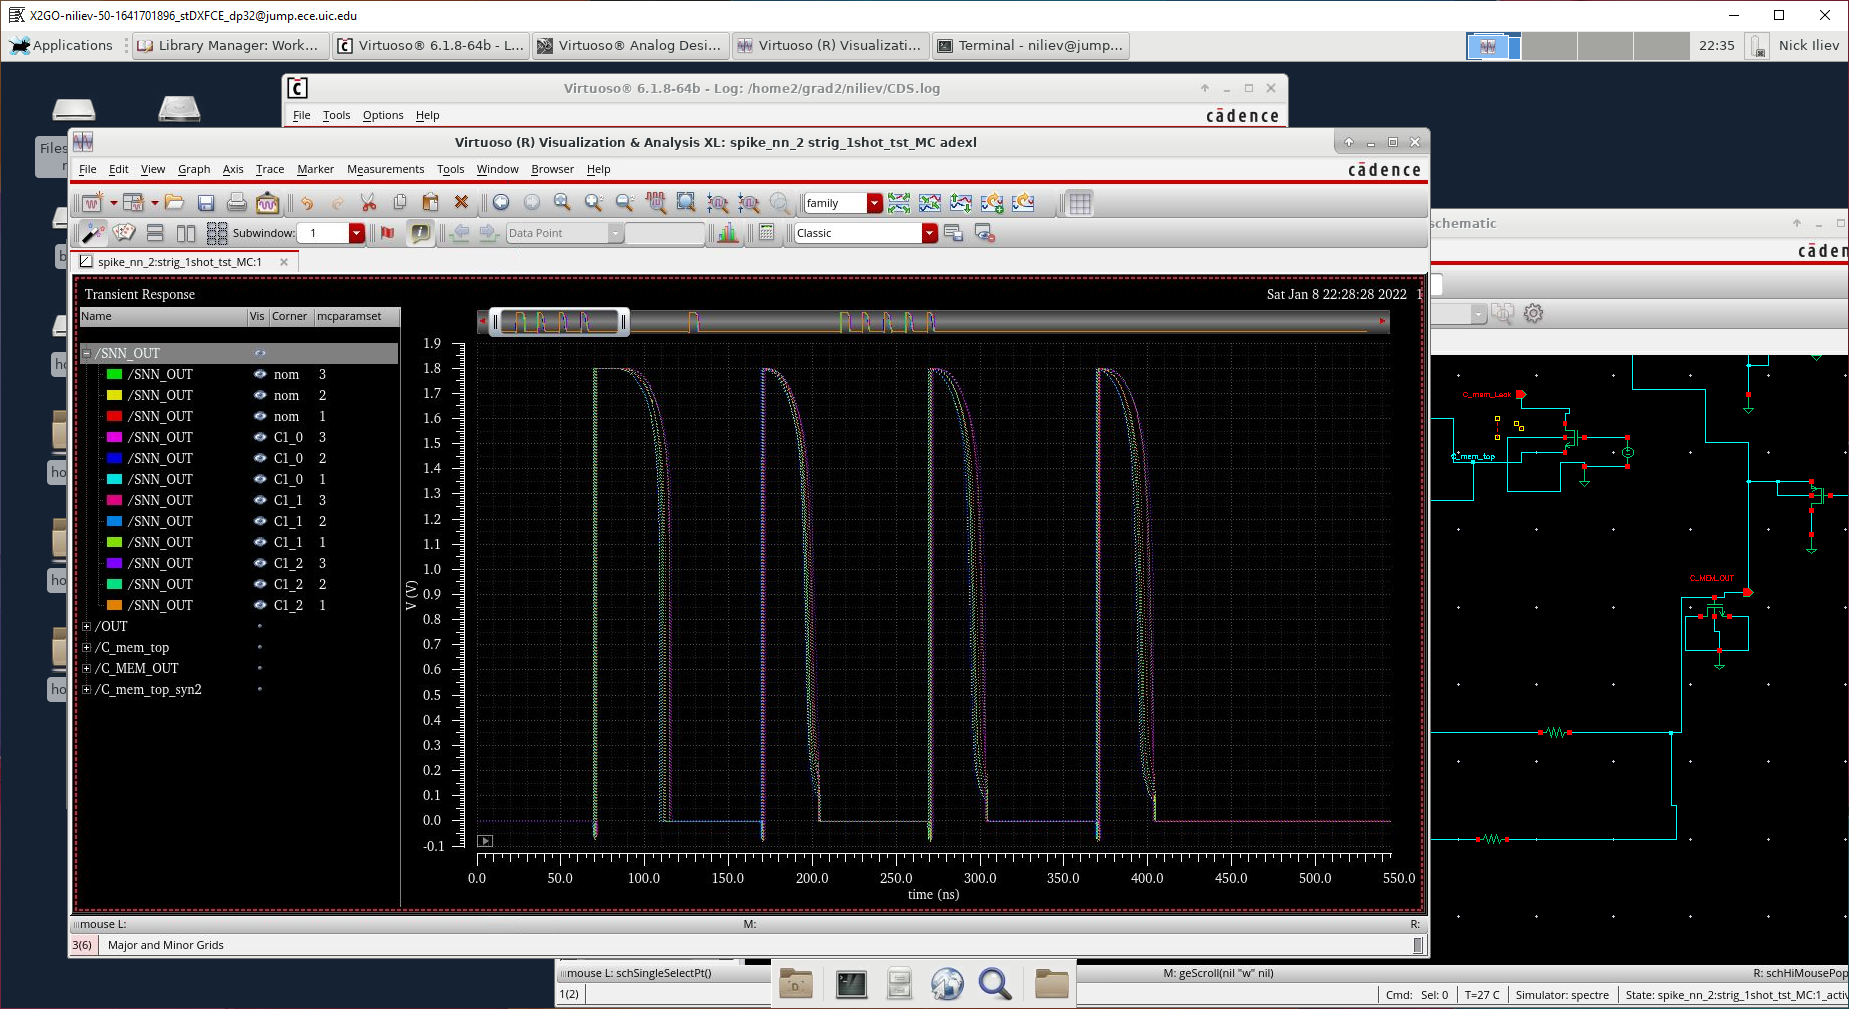 X2GO-niliev-50-1641701896_stDXFCE_dp32@jump.ece.uic.edu
Applications
Library Manager: Work...
Virtuoso® 6.1.8-64b - L...
Virtuoso® Analog Desi...
Virtuoso (R) Visualizati...
Terminal - niliev@jump...
22:35
Nick Iliev
Virtuoso® 6.1.8-64b - Log: /home2/grad2/niliev/CDS.log
File Tools Options Help
cādence
Files
Virtuoso (R) Visualization & Analysis XL: spike_nn_2 strig_1shot_tst_MC adexl
File Edit View Graph Axis Trace Marker Measurements Tools Window Browser Help
cādence
family
Subwindow: 1
Data Point
Classic
schematic
cāden
spike_nn_2:strig_1shot_tst_MC:1
Transient Response
Sat Jan 8 22:28:28 2022 1
Name Vis Corner mcparamset
/SNN_OUT
/SNN_OUT nom 3
/SNN_OUT nom 2
/SNN_OUT nom 1
/SNN_OUT C1_0 3
/SNN_OUT C1_0 2
/SNN_OUT C1_0 1
/SNN_OUT C1_1 3
/SNN_OUT C1_1 2
/SNN_OUT C1_1 1
/SNN_OUT C1_2 3
/SNN_OUT C1_2 2
/SNN_OUT C1_2 1
/OUT
/C_mem_top
/C_MEM_OUT
/C_mem_top_syn2
1.9
1.8
1.7
1.6
1.5
1.4
1.3
1.2
1.1
1.0
0.9
0.8
0.7
0.6
0.5
0.4
0.3
0.2
0.1
0.0
-0.1
V (V)
0.0 50.0 100.0 150.0 200.0 250.0 300.0 350.0 400.0 450.0 500.0 550.0
time (ns)
C_mem_Leak
C_mem_top
C_MEM_OUT
mouse L: M: R:
3(6) Major and Minor Grids
mouse L: schSingleSelectPt() M: geScroll(nil "w" nil) R: schHiMousePop
1(2)
Cmd: Sel: 0 T=27 C Simulator: spectre State: spike_nn_2:strig_1shot_tst_MC:1_activ